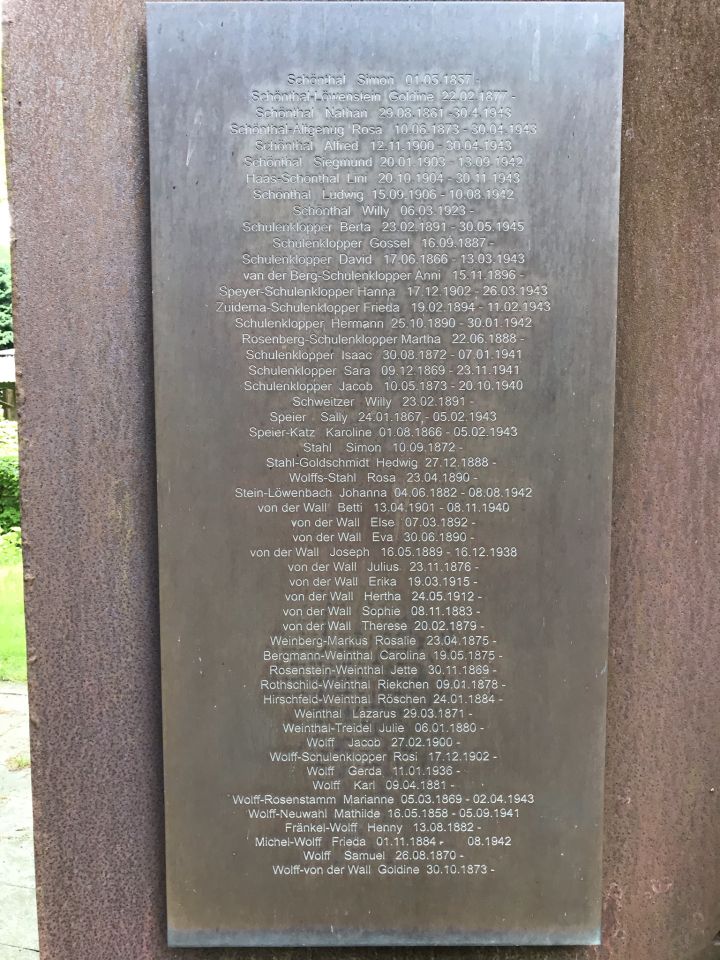 Schönthal Simon 01.05.1857 -
Schönthal-Löwenstein Goldine 22.02.1877 -
Schönthal Nathan 29.08.1861 - 30.4.1943
Schönthal-Altgenug Rosa 10.06.1873 - 30.04.1943
Schönthal Alfred 12.11.1900 - 30.04.1943
Schönthal Siegmund 20.01.1903 - 13.09.1942
Haas-Schönthal Lini 20.10.1904 - 30.11.1943
Schönthal Ludwig 15.09.1906 - 10.08.1942
Schönthal Willy 06.03.1923 -
Schulenklopper Berta 23.02.1891 - 30.05.1945
Schulenklopper Gossel 16.09.1887 -
Schulenklopper David 17.06.1866 - 13.03.1943
van der Berg-Schulenklopper Anni 15.11.1896 -
Speyer-Schulenklopper Hanna 17.12.1902 - 26.03.1943
Zuidema-Schulenklopper Frieda 19.02.1894 - 11.02.1943
Schulenklopper Hermann 25.10.1890 - 30.01.1942
Rosenberg-Schulenklopper Martha 22.06.1888 -
Schulenklopper Isaac 30.08.1872 - 07.01.1941
Schulenklopper Sara 09.12.1869 - 23.11.1941
Schulenklopper Jacob 10.05.1873 - 20.10.1940
Schweitzer Willy 23.02.1891 -
Speier Sally 24.01.1867 - 05.02.1943
Speier-Katz Karoline 01.08.1866 - 05.02.1943
Stahl Simon 10.09.1872 -
Stahl-Goldschmidt Hedwig 27.12.1888 -
Wolffs-Stahl Rosa 23.04.1890 -
Stein-Löwenbach Johanna 04.06.1882 - 08.08.1942
von der Wall Betti 13.04.1901 - 08.11.1940
von der Wall Else 07.03.1892 -
von der Wall Eva 30.06.1890 -
von der Wall Joseph 16.05.1889 - 16.12.1938
von der Wall Julius 23.11.1876 -
von der Wall Erika 19.03.1915 -
von der Wall Hertha 24.05.1912 -
von der Wall Sophie 08.11.1883 -
von der Wall Therese 20.02.1879 -
Weinberg-Markus Rosalie 23.04.1875 -
Bergmann-Weinthal Carolina 19.05.1875 -
Rosenstein-Weinthal Jette 30.11.1869 -
Rothschild-Weinthal Riekchen 09.01.1878 -
Hirschfeld-Weinthal Röschen 24.01.1884 -
Weinthal Lazarus 29.03.1871 -
Weinthal-Treidel Julie 06.01.1880 -
Wolff Jacob 27.02.1900 -
Wolff-Schulenklopper Rosi 17.12.1902 -
Wolff Gerda 11.01.1936 -
Wolff Karl 09.04.1881 -
Wolff-Rosenstamm Marianne 05.03.1869 - 02.04.1943
Wolff-Neuwahl Mathilde 16.05.1858 - 05.09.1941
Fränkel-Wolff Henny 13.08.1882 -
Michel-Wolff Frieda 01.11.1884 - 08.1942
Wolff Samuel 26.08.1870 -
Wolff-von der Wall Goldine 30.10.1873 -